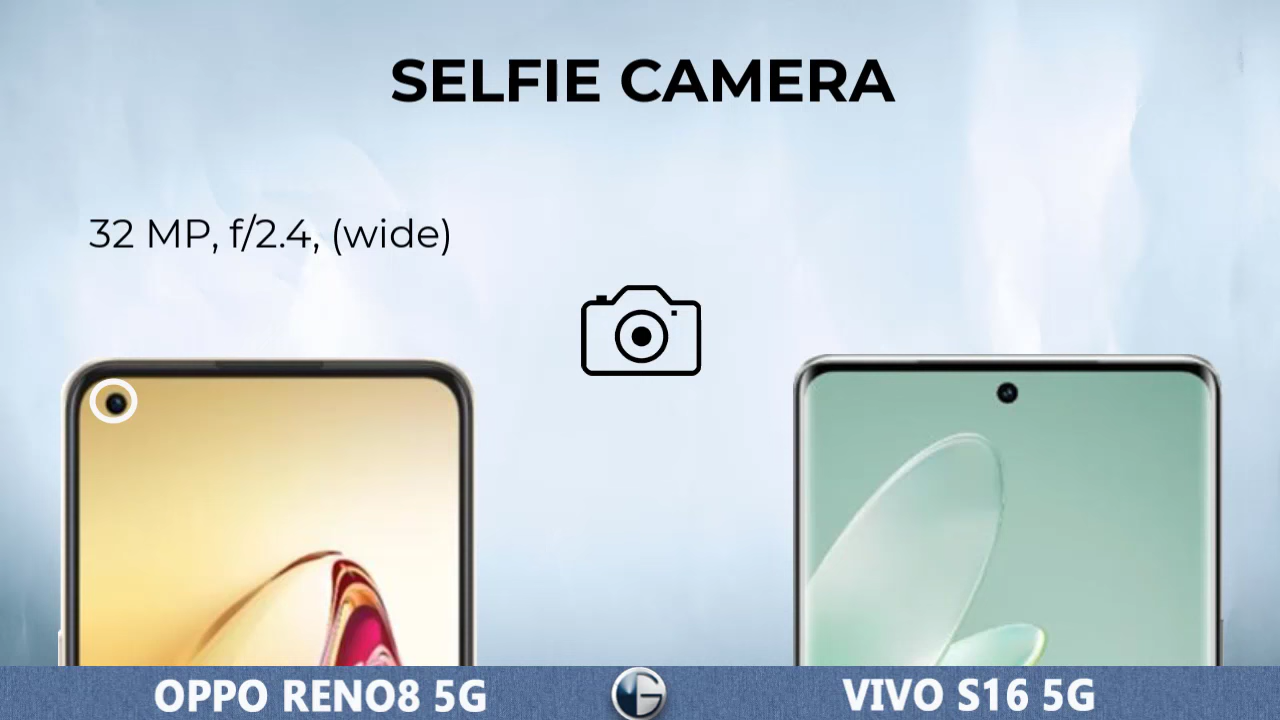 SELFIE CAMERA
32 MP, f/2.4, (wide)
OPPO RENO8 5G
VIVO S16 5G